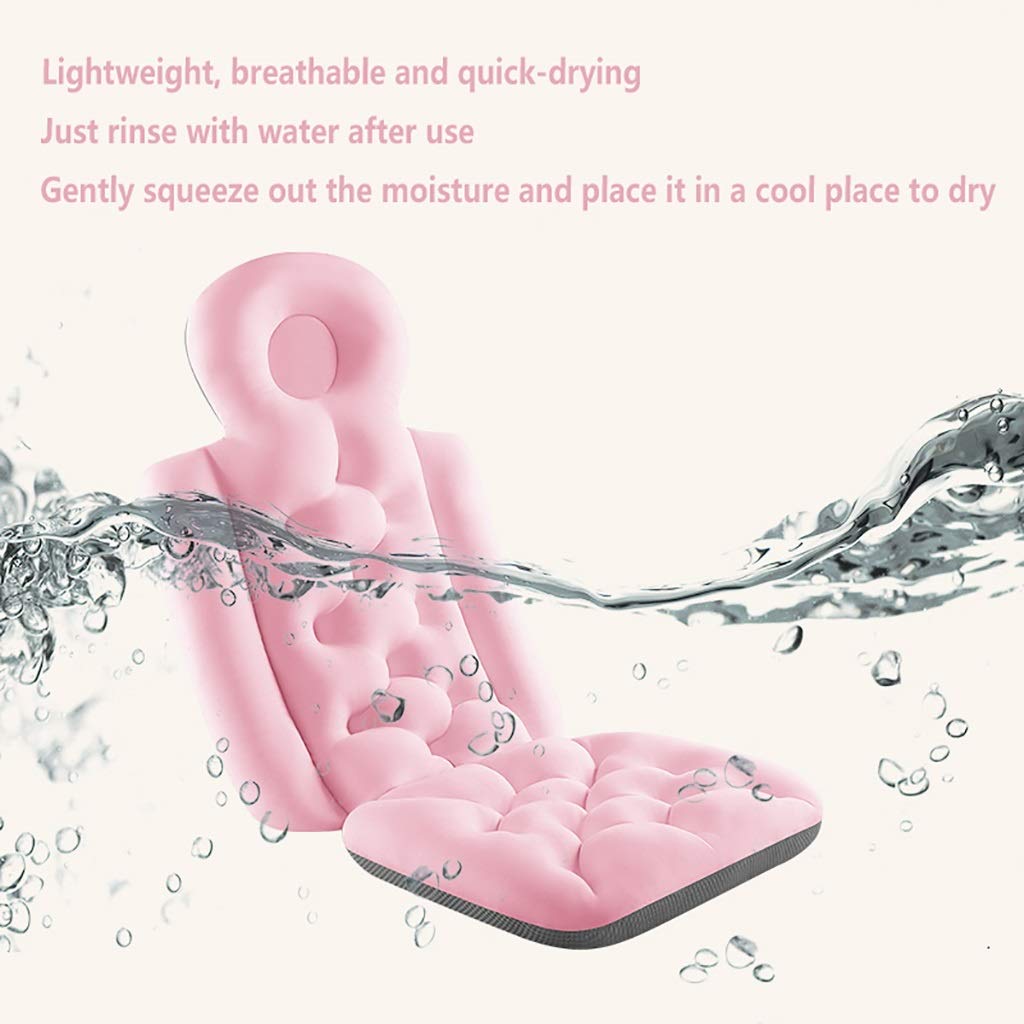 Lightweight, breathable and quick-drying
Just rinse with water after use
Gently squeeze out the moisture and place it in a cool place to dry